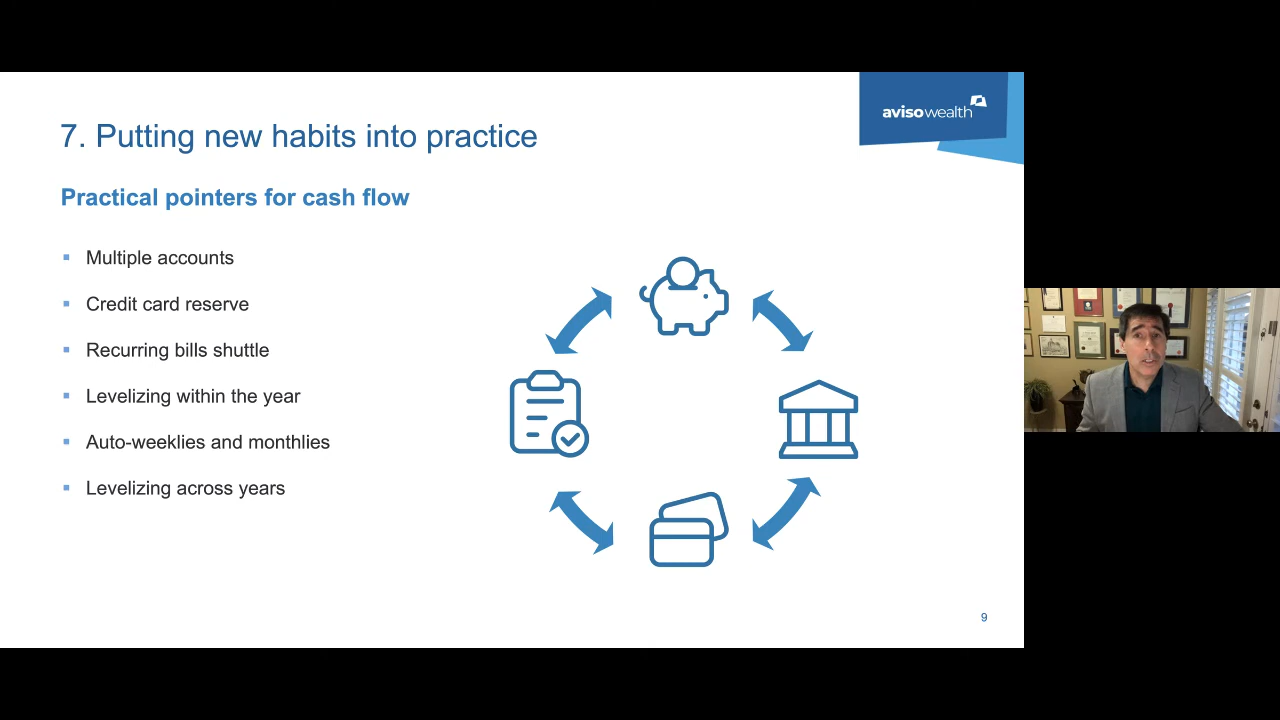 avisowealth
7. Putting new habits into practice
Practical pointers for cash flow
Multiple accounts
Credit card reserve
Recurring bills shuttle
Levelizing within the year
Auto-weeklies and monthlies
Levelizing across years
9